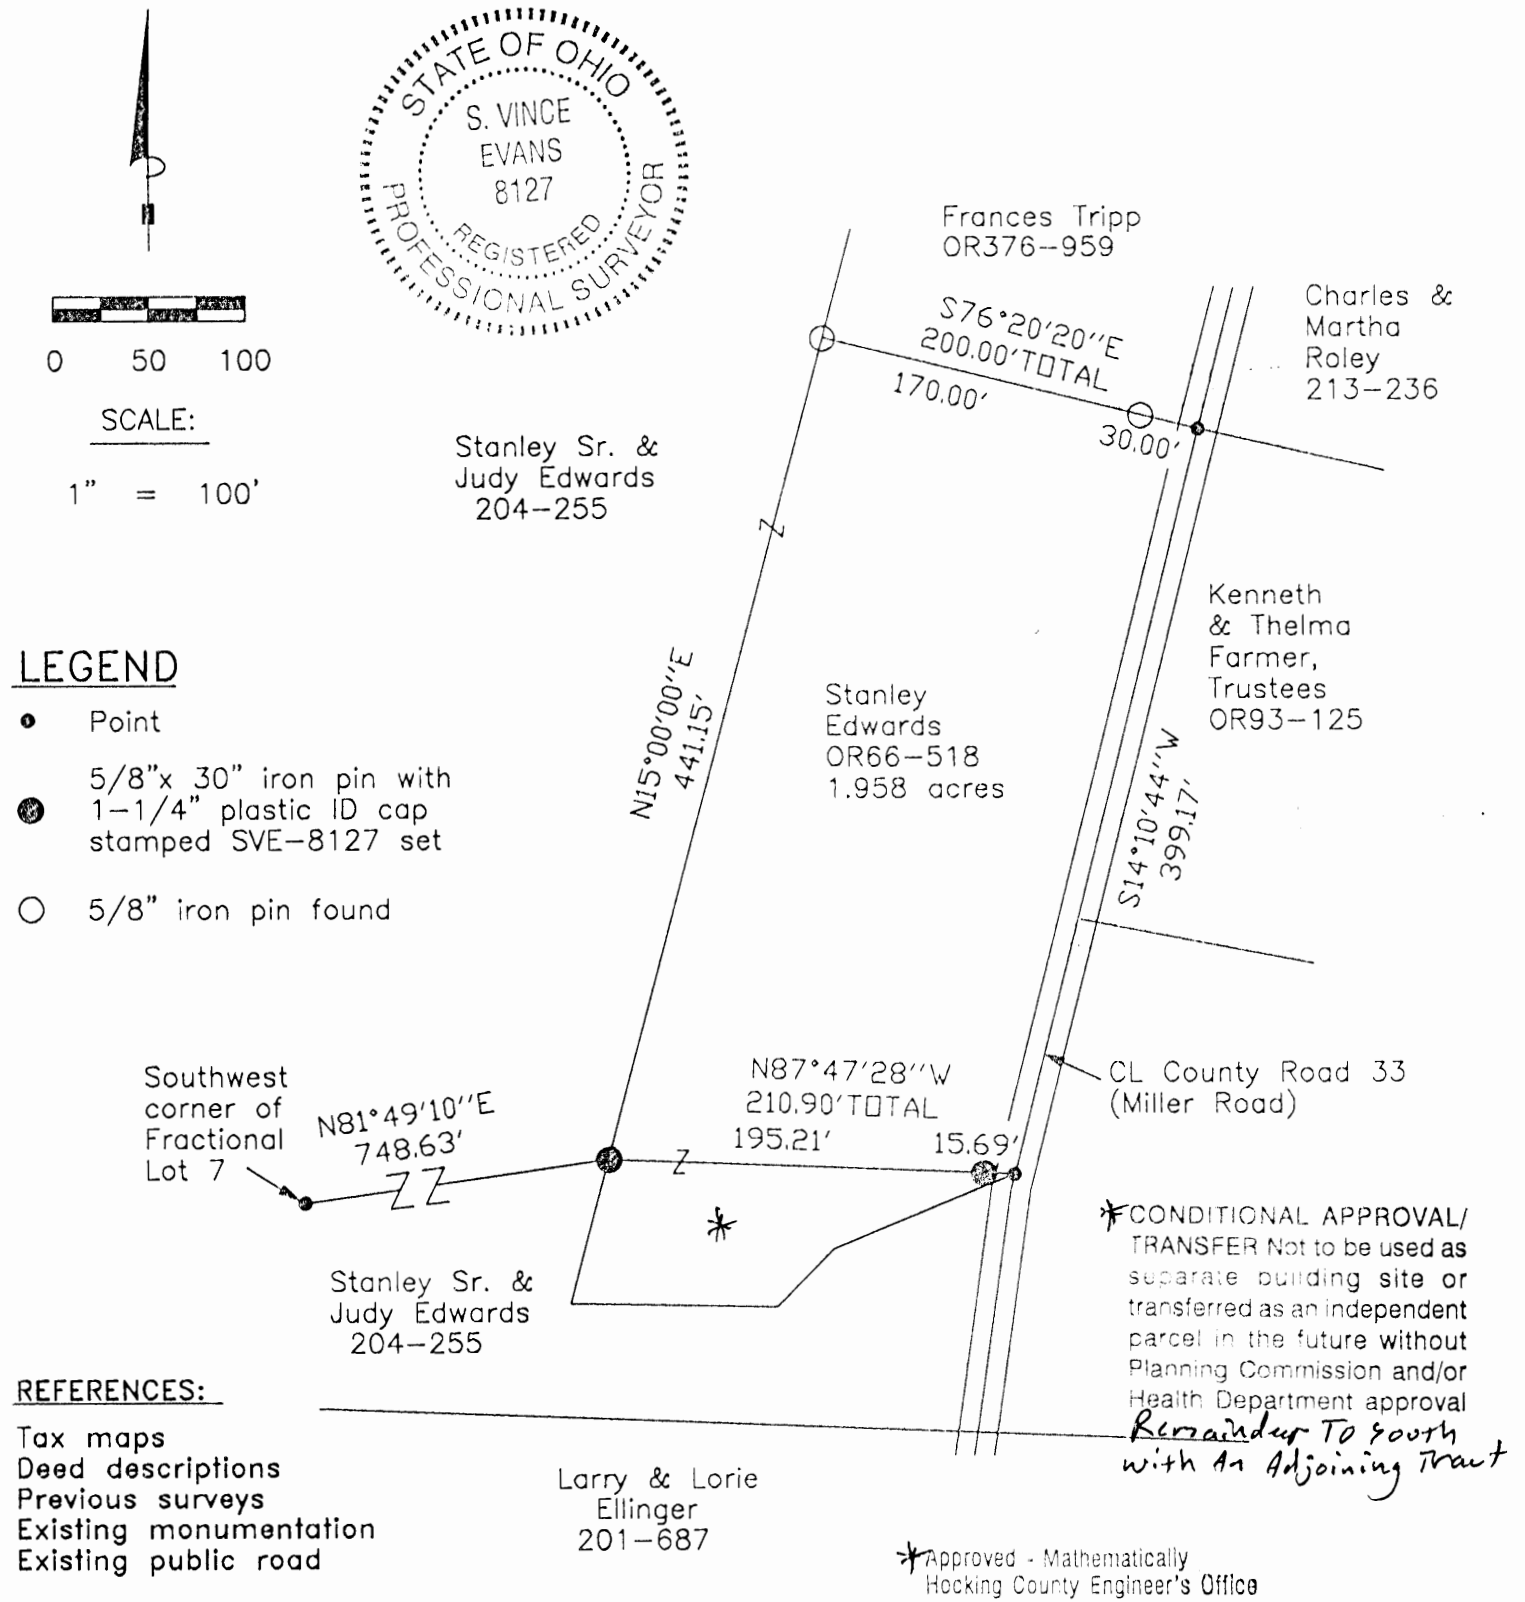 STATE OF OHIO
S. VINCE
EVANS
8127
REGISTERED
PROFESSIONAL SURVEYOR
0 50 100
SCALE:
1" = 100'
Frances Tripp
OR376-959
Charles &
Martha
Roley
213-236
S76°20'20"E
200.00'TOTAL
170.00'
30.00'
Stanley Sr. &
Judy Edwards
204-255
LEGEND
Point
5/8"x 30" iron pin with
1-1/4" plastic ID cap
stamped SVE-8127 set
5/8" iron pin found
N15°00'00"E
441.15'
Stanley
Edwards
OR66-518
1.958 acres
Kenneth
& Thelma
Farmer,
Trustees
OR93-125
S14°10'44"W
399.17'
Southwest
corner of
Fractional
Lot 7
N81°49'10"E
748.63'
N87°47'28"W
210.90'TOTAL
195.21' 15.69'
CL County Road 33
(Miller Road)
Stanley Sr. &
Judy Edwards
204-255
CONDITIONAL APPROVAL/
TRANSFER Not to be used as
separate building site or
transferred as an independent
parcel in the future without
Planning Commission and/or
Health Department approval
Remainder To South
with An Adjoining Tract
REFERENCES:
Tax maps
Deed descriptions
Previous surveys
Existing monumentation
Existing public road
Larry & Lorie
Ellinger
201-687
Approved - Mathematically
Hocking County Engineer's Office